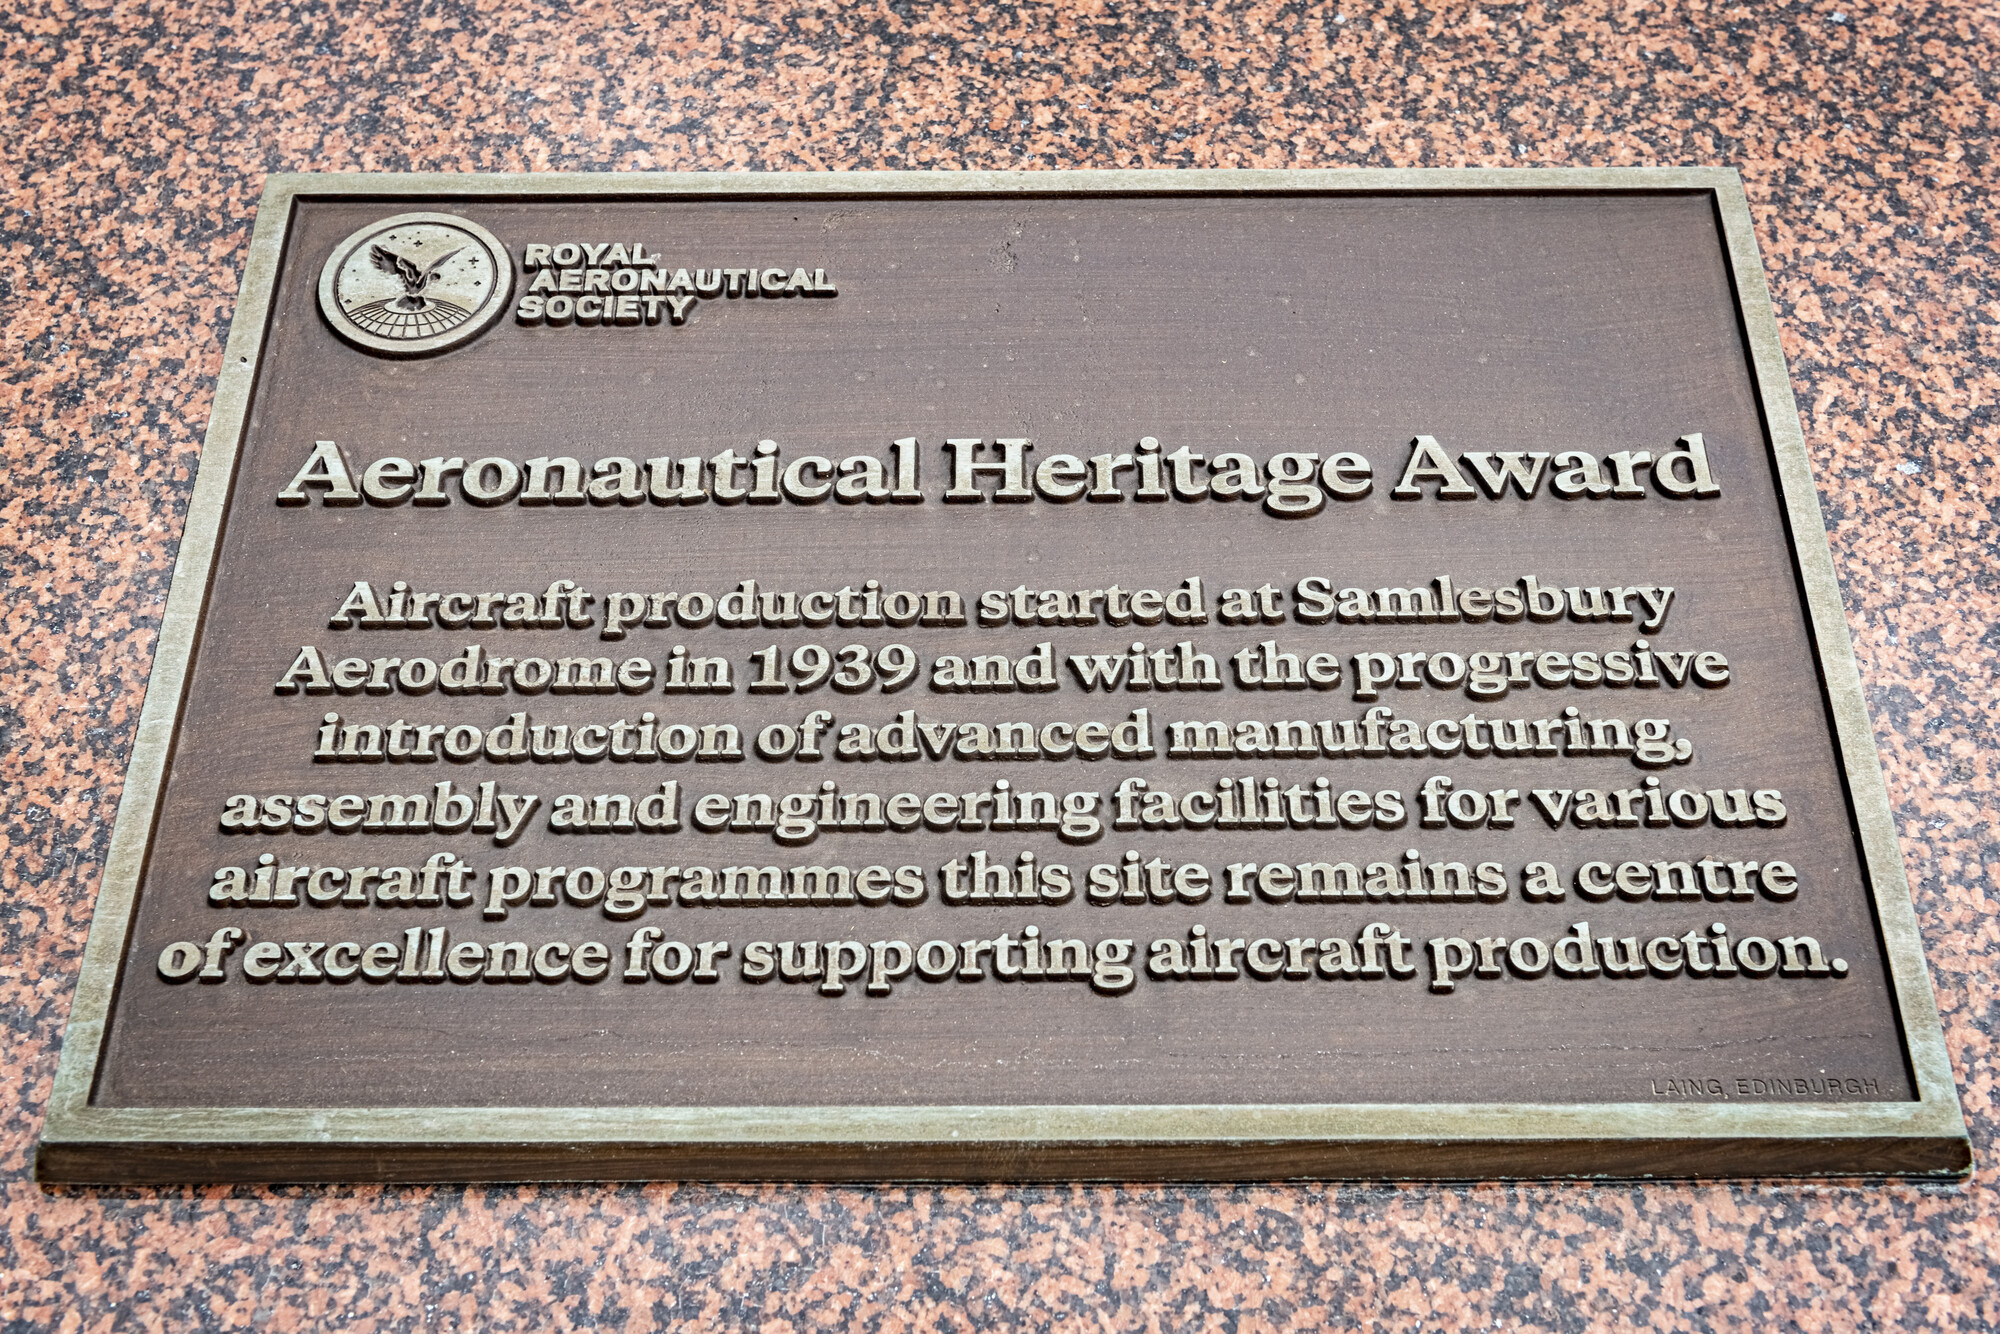 ROYAL
AERONAUTICAL
SOCIETY
Aeronautical Heritage Award
Aircraft production started at Samlesbury
Aerodrome in 1939 and with the progressive
introduction of advanced manufacturing,
assembly and engineering facilities for various
aircraft programmes this site remains a centre
of excellence for supporting aircraft production.
LAING, EDINBURGH